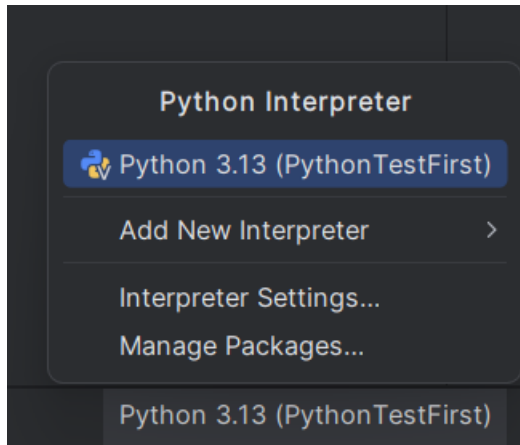 Python Interpreter
Python 3.13 (PythonTestFirst)
Add New Interpreter
Interpreter Settings...
Manage Packages...
Python 3.13 (PythonTestFirst)